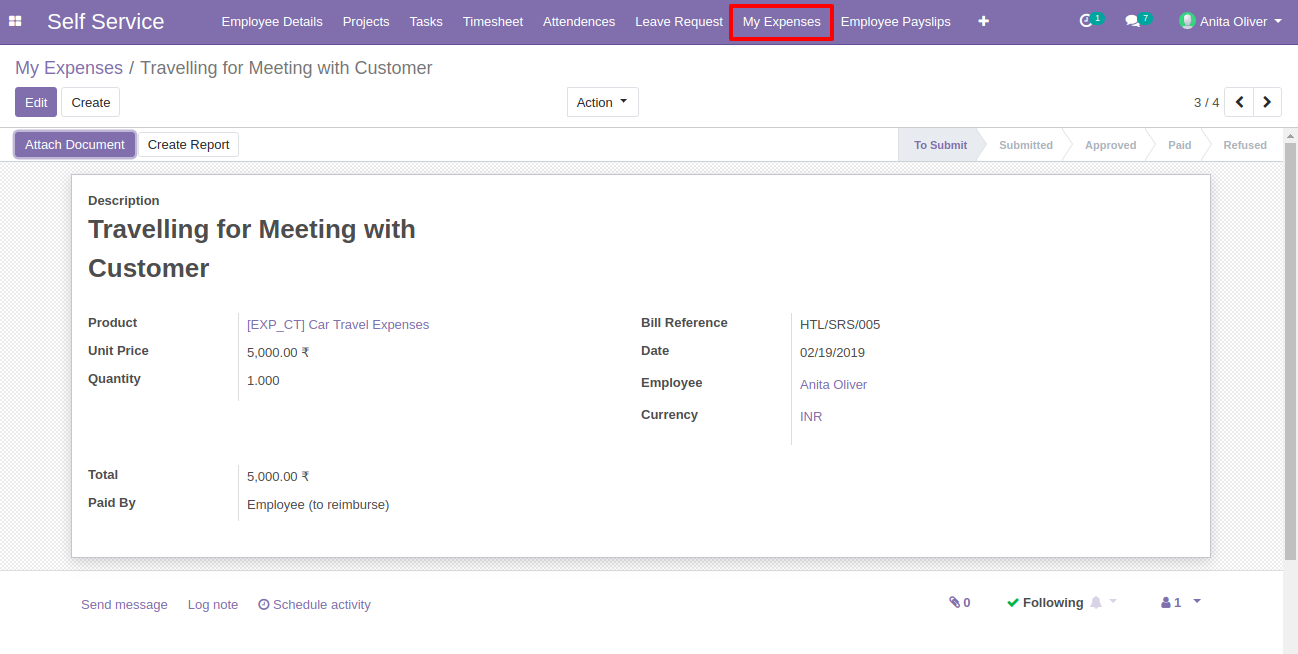 Self Service Employee Details Projects Tasks Timesheet Attendences Leave Request My Expenses Employee Payslips 1 7 Anita Oliver
My Expenses / Travelling for Meeting with Customer
Edit Create Action 3 / 4
Attach Document Create Report To Submit Submitted Approved Paid Refused
Description
Travelling for Meeting with
Customer
Product [EXP_CT] Car Travel Expenses Bill Reference HTL/SRS/005
Unit Price 5,000.00 ₹ Date 02/19/2019
Quantity 1.000 Employee Anita Oliver
Currency INR
Total 5,000.00 ₹
Paid By Employee (to reimburse)
Send message Log note Schedule activity 0 Following 1